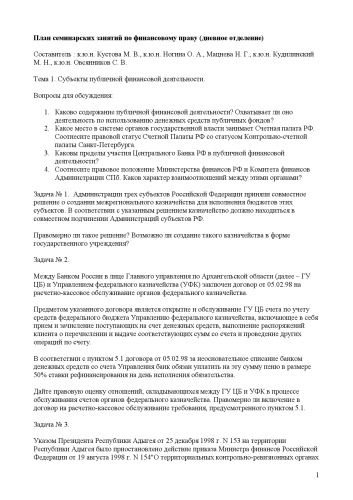 План семинарских занятий по финансовому праву (дневное отделение)
Составитель : к.ю.н. Кустова М. В., к.ю.н. Ногина О. А., Мацнева Н. Г., к.ю.н. Кудилинский
М. Н., к.ю.н. Овсянников С. В.
Тема 1. Субъекты публичной финансовой деятельности.
Вопросы для обсуждения:
1. Каково содержание публичной финансовой деятельности? Охватывает ли оно
деятельность по использованию денежных средств публичных фондов?
2. Какое место в системе органов государственной власти занимает Счетная палата РФ.
Соотнесите правовой статус Счетной Палаты РФ со статусом Контрольно-счетной
палаты Санкт-Петербурга.
3. Каковы пределы участия Центрального Банка РФ в публичной финансовой
деятельности?
4. Соотнесите правовое положение Министерства финансов РФ и Комитета финансов
Администрации СПб. Каков характер взаимоотношений между этими органами?
Задача № 1. Администрации трех субъектов Российской Федерации приняли совместное
решение о создании межрегионального казначейства для исполнения бюджетов этих
субъектов. В соответствии с указанным решением казначейство должно находиться в
совместном подчинении Администраций субъектов РФ.
Правомерно ли такое решение? Возможно ли создание такого казначейства в форме
государственного учреждения?
Задача № 2.
Между Банком России в лице Главного управления по Архангельской области (далее – ГУ
ЦБ) и Управлением федерального казначейства (УФК) заключен договор от 05.02.98 на
расчетно-кассовое обслуживание органов федерального казначейства.
Предметом указанного договора является открытие и обслуживание ГУ ЦБ счета по учету
средств федерального бюджета Управлению федерального казначейства, включающее в себя
прием и зачисление поступающих на счет денежных средств, выполнение распоряжений
клиента о перечислении и выдаче соответствующих сумм со счета и проведение других
операций по счету.
В соответствии с пунктом 5.1 договора от 05.02.98 за неосновательное списание банком
денежных средств со счета Управления банк обязан уплатить на эту сумму пеню в размере
50% ставки рефинансирования на день исполнения обязательства.
Дайте правовую оценку отношений, складывающихся между ГУ ЦБ и УФК в процессе
обслуживания счетов органов федерального казначейства. Правомерно ли включение в
договор на расчетно-кассовое обслуживание требования, предусмотренного пунктом 5.1.
Задача № 3.
Указом Президента Республики Адыгея от 25 декабря 1998 г. N 153 на территории
Республики Адыгея было приостановлено действие приказа Министра финансов Российской
Федерации от 19 августа 1998 г. N 154"О территориальных контрольно-ревизионных органах
1